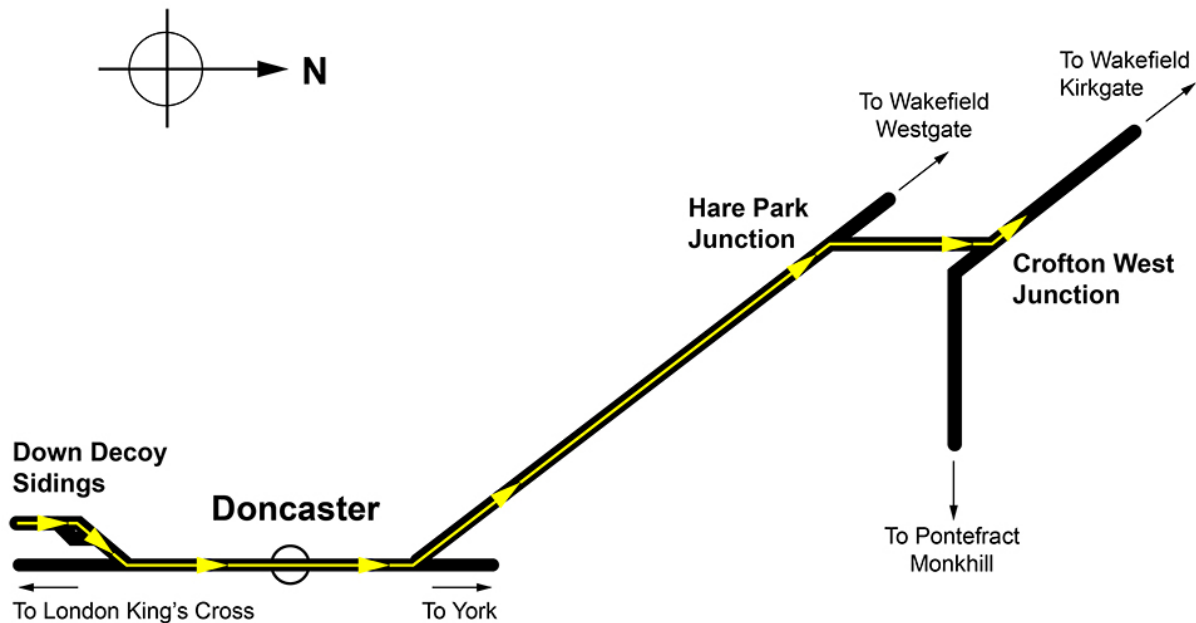 N
To Wakefield
Kirkgate
To Wakefield
Westgate
Hare Park
Junction
Crofton West
Junction
Down Decoy
Sidings
Doncaster
To Pontefract
Monkhill
To London King's Cross
To York